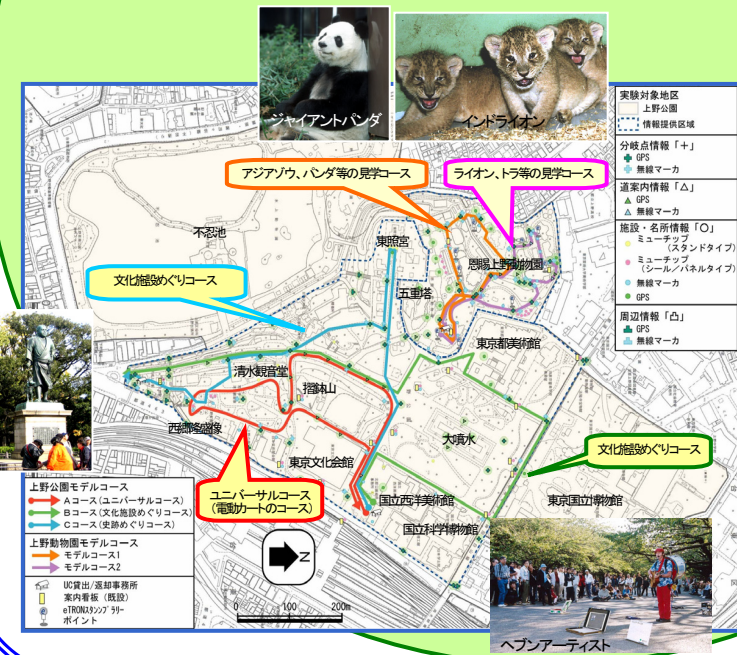 ジャイアントパンダ
インドライオン
アジアゾウ、パンダ等の見学コース
ライオン、トラ等の見学コース
不忍池
東照宮
恩賜上野動物園
文化施設めぐりコース
五重塔
東京都美術館
清水観音堂
摺鉢山
西郷隆盛像
大噴水
東京文化会館
文化施設めぐりコース
ユニバーサルコース
(電動カートのコース)
国立西洋美術館
東京国立博物館
国立科学博物館
実験対象地区
上野公園
情報提供区域
分岐点情報「+」
GPS
無線マーカ
道案内情報「△」
GPS
無線マーカ
施設・名所情報「○」
ミューチップ
(スタンドタイプ)
ミューチップ
(シール/パネルタイプ)
無線マーカ
GPS
周辺情報「凸」
GPS
無線マーカ
上野公園モデルコース
Aコース(ユニバーサルコース)
Bコース(文化施設めぐりコース)
Cコース(史跡めぐりコース)
上野動物園モデルコース
モデルコース1
モデルコース2
UC貸出/返却事務所
案内看板(既設)
eTRONスタンプラリー
ポイント
N
0 100 200m
ヘブンアーティスト